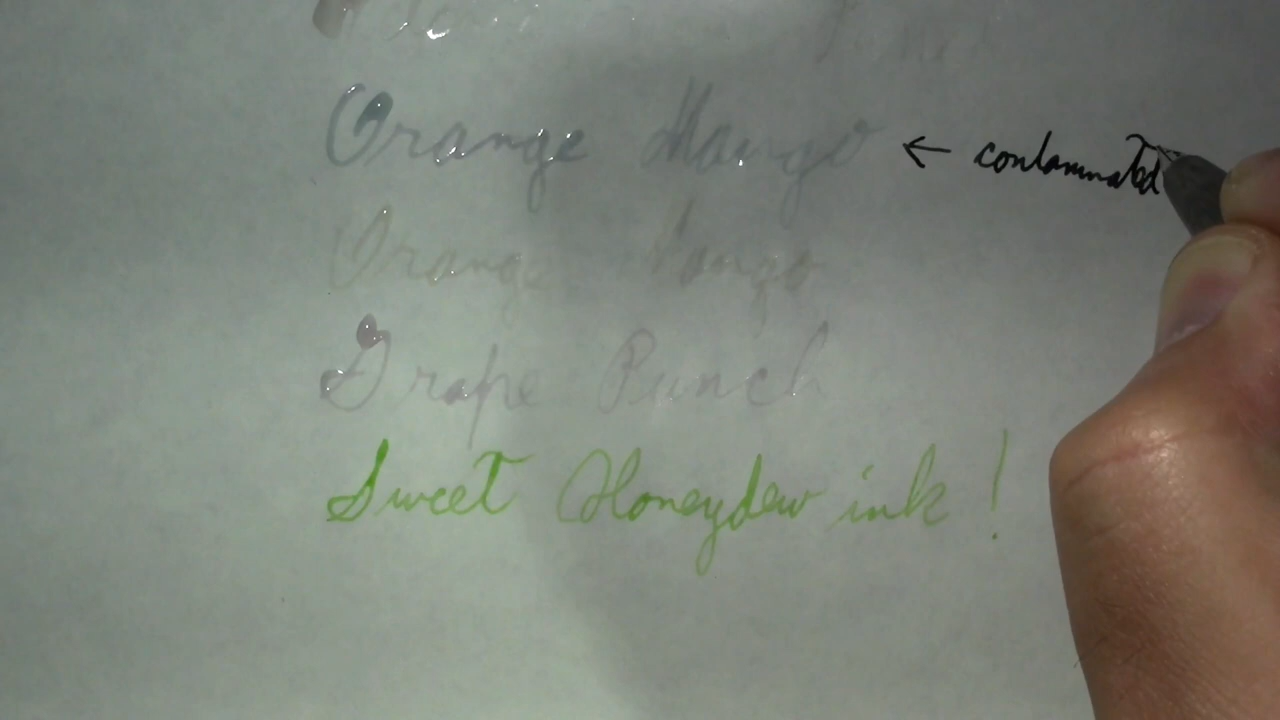 Orange Mango ← contaminated
Orange Mango
Grape Punch
Sweet Honeydew ink!